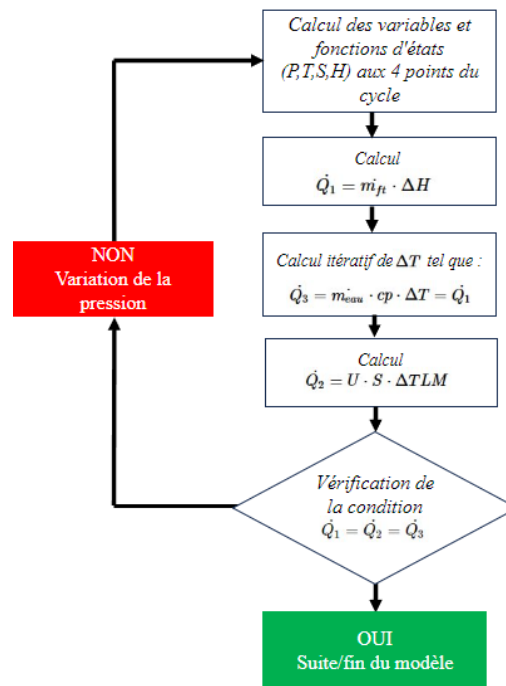 Calcul des variables et
fonctions d'états
(P,T,S,H) aux 4 points du
cycle
Calcul
Q̇₁ = ṁ_ft · ΔH
NON
Variation de la
pression
Calcul itératif de ΔT tel que :
Q̇₃ = ṁ_eau · cp · ΔT = Q̇₁
Calcul
Q̇₂ = U · S · ΔTLM
Vérification de
la condition
Q̇₁ = Q̇₂ = Q̇₃
OUI
Suite/fin du modèle